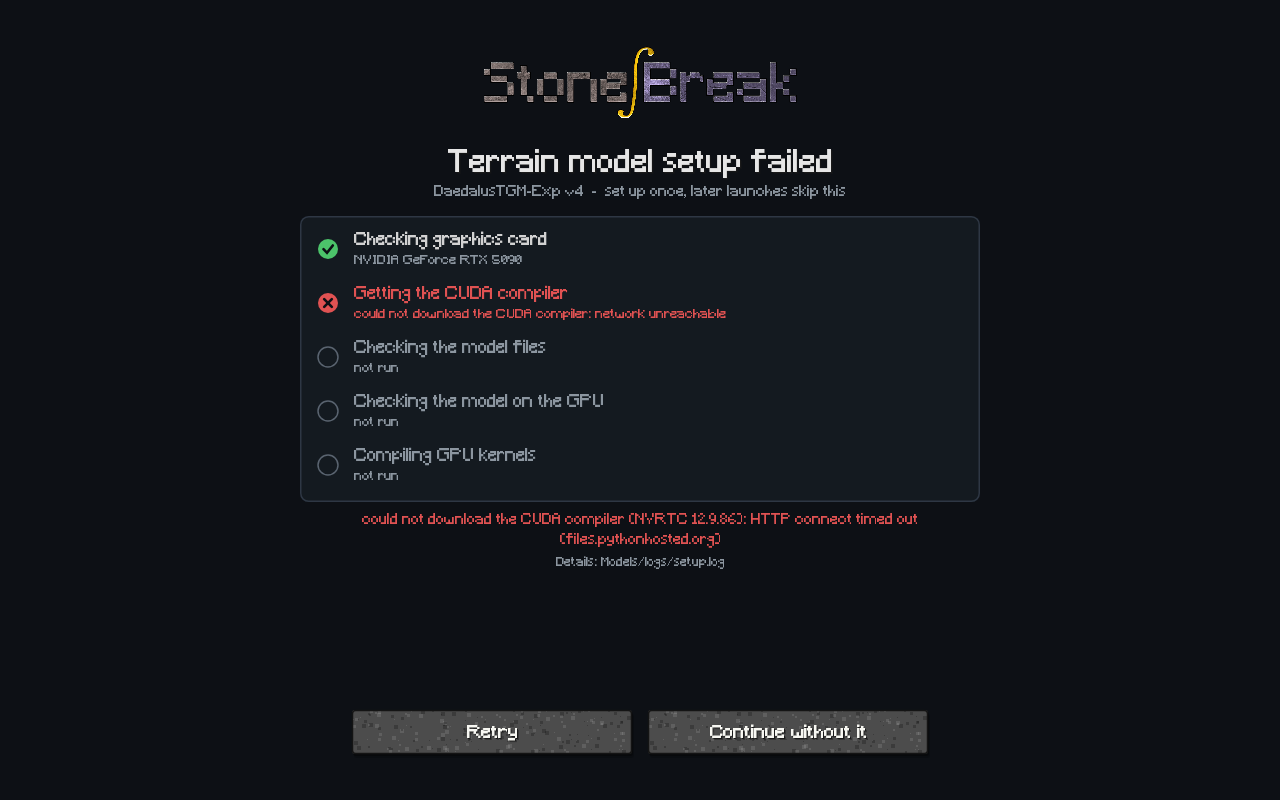 Stone∫Break
Terrain model setup failed
DaedalusTGM-Exp v4 - set up once, later launches skip this
Checking graphics card
NVIDIA GeForce RTX 5090
Getting the CUDA compiler
could not download the CUDA compiler: network unreachable
Checking the model files
not run
Checking the model on the GPU
not run
Compiling GPU kernels
not run
could not download the CUDA compiler (NVRTC 12.9.86): HTTP connect timed out
(files.pythonhosted.org)
Details: Models/logs/setup.log
Retry
Continue without it